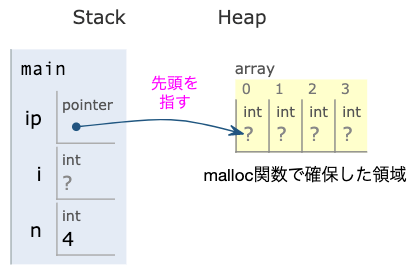 Stack Heap
main
ip pointer
先頭を
指す
array
0 1 2 3
int int int int
? ? ? ?
malloc関数で確保した領域
i int
?
n int
4